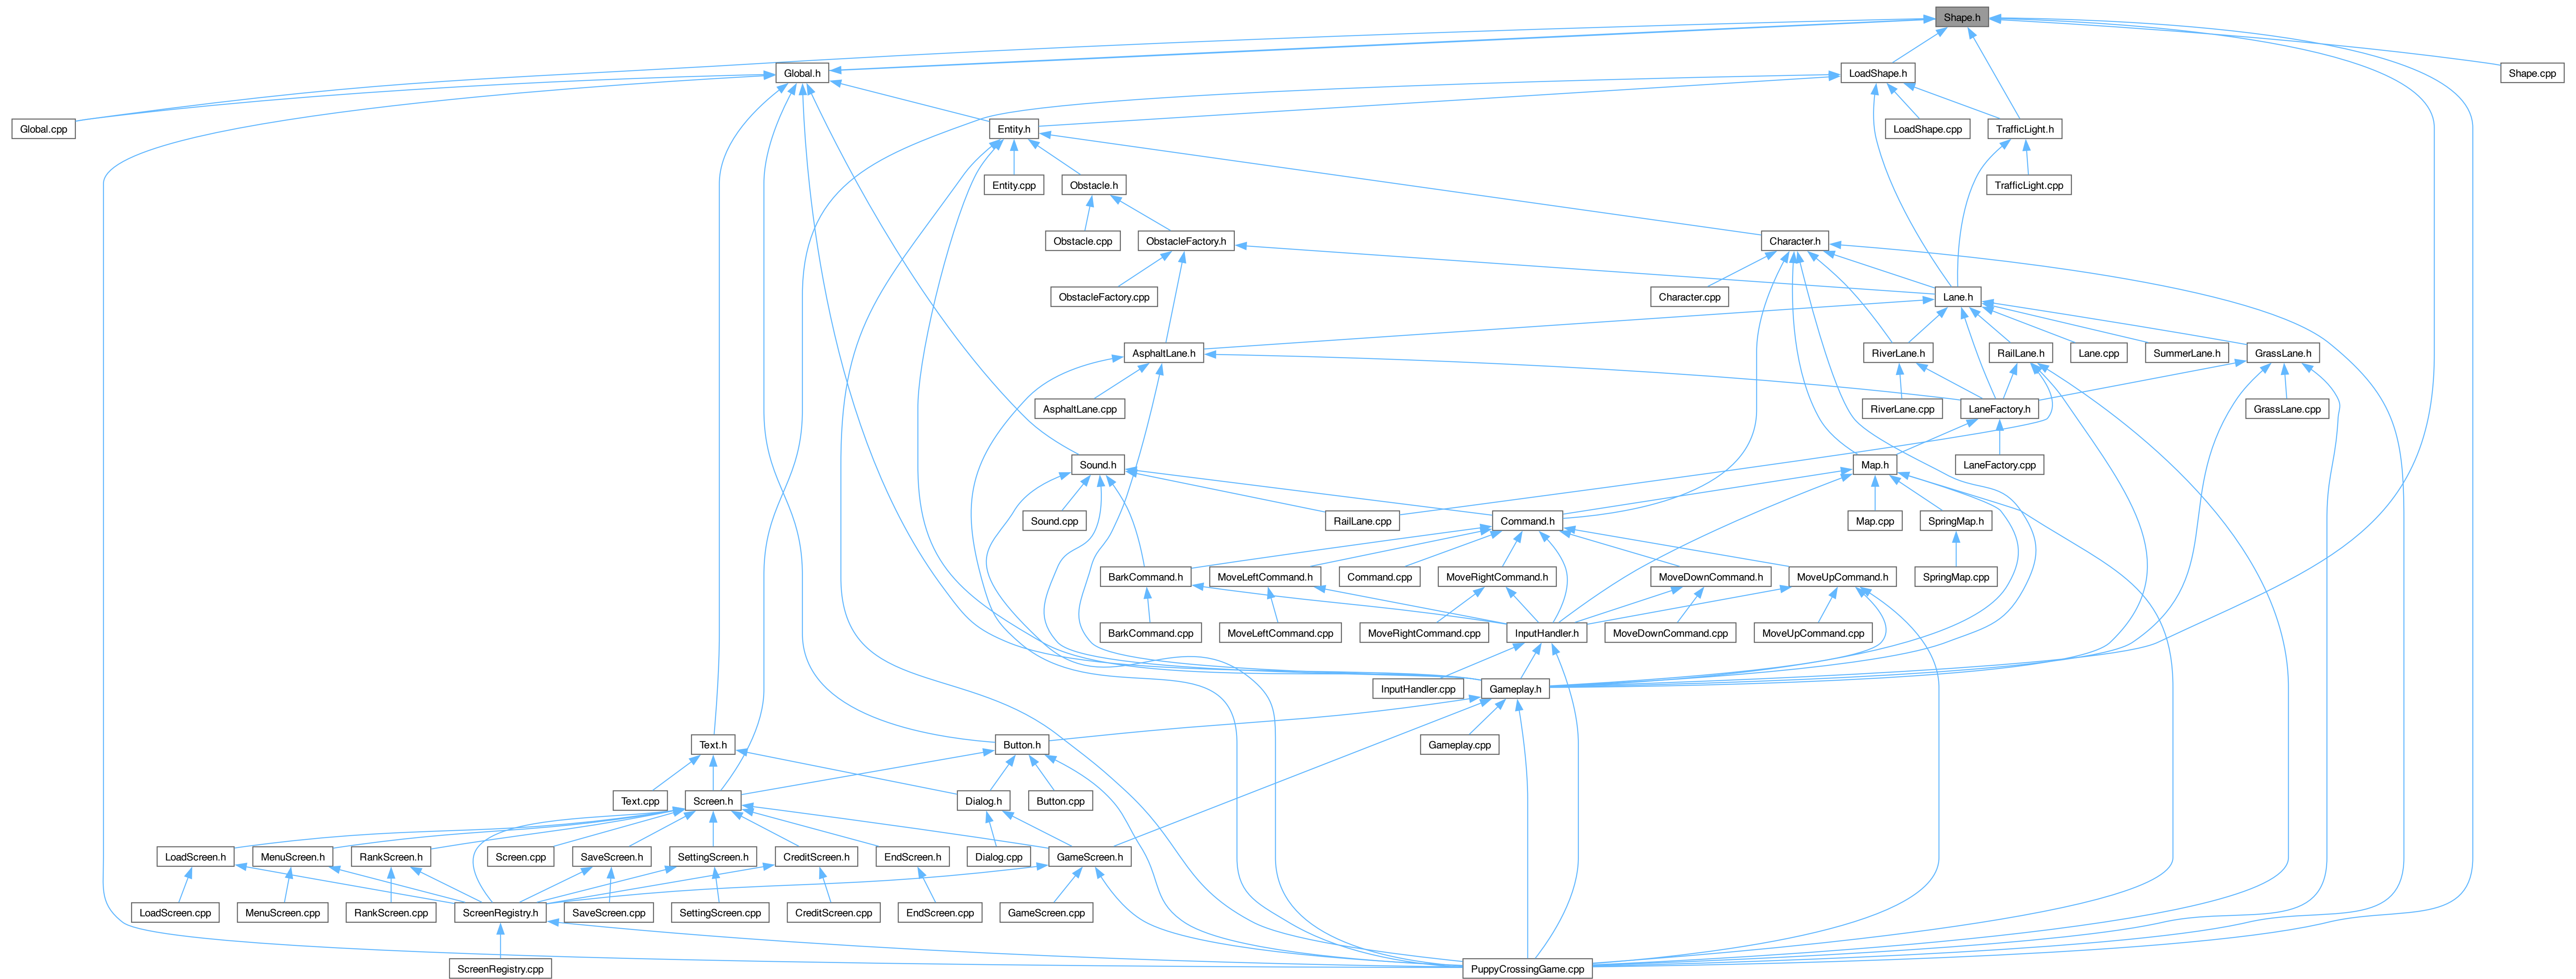 Shape.h
Global.h
LoadShape.h
Shape.cpp
Global.cpp
Entity.h
LoadShape.cpp
TrafficLight.h
Entity.cpp
Obstacle.h
TrafficLight.cpp
Obstacle.cpp
ObstacleFactory.h
Character.h
ObstacleFactory.cpp
Character.cpp
Lane.h
AsphaltLane.h
RiverLane.h
RailLane.h
Lane.cpp
SummerLane.h
GrassLane.h
AsphaltLane.cpp
RiverLane.cpp
LaneFactory.h
GrassLane.cpp
Sound.h
Map.h
LaneFactory.cpp
Sound.cpp
RailLane.cpp
Command.h
Map.cpp
SpringMap.h
BarkCommand.h
MoveLeftCommand.h
Command.cpp
MoveRightCommand.h
MoveDownCommand.h
MoveUpCommand.h
SpringMap.cpp
BarkCommand.cpp
MoveLeftCommand.cpp
MoveRightCommand.cpp
InputHandler.h
MoveDownCommand.cpp
MoveUpCommand.cpp
InputHandler.cpp
Gameplay.h
Text.h
Button.h
Gameplay.cpp
Text.cpp
Screen.h
Dialog.h
Button.cpp
LoadScreen.h
MenuScreen.h
RankScreen.h
Screen.cpp
SaveScreen.h
SettingScreen.h
CreditScreen.h
EndScreen.h
Dialog.cpp
GameScreen.h
LoadScreen.cpp
MenuScreen.cpp
RankScreen.cpp
ScreenRegistry.h
SaveScreen.cpp
SettingScreen.cpp
CreditScreen.cpp
EndScreen.cpp
GameScreen.cpp
ScreenRegistry.cpp
PuppyCrossingGame.cpp